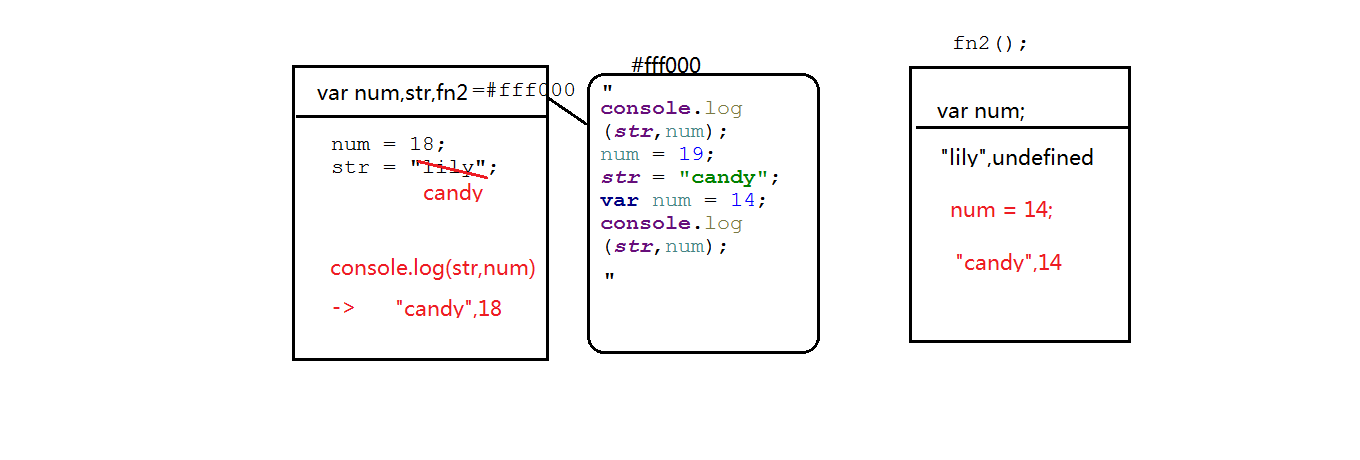 var num,str,fn2=#fff000
num = 18;
str = "lily";
candy
console.log(str,num)
-> "candy",18
#fff000
"
console.log
(str,num);
num = 19;
str = "candy";
var num = 14;
console.log
(str,num);
"
fn2();
var num;
"lily",undefined
num = 14;
"candy",14